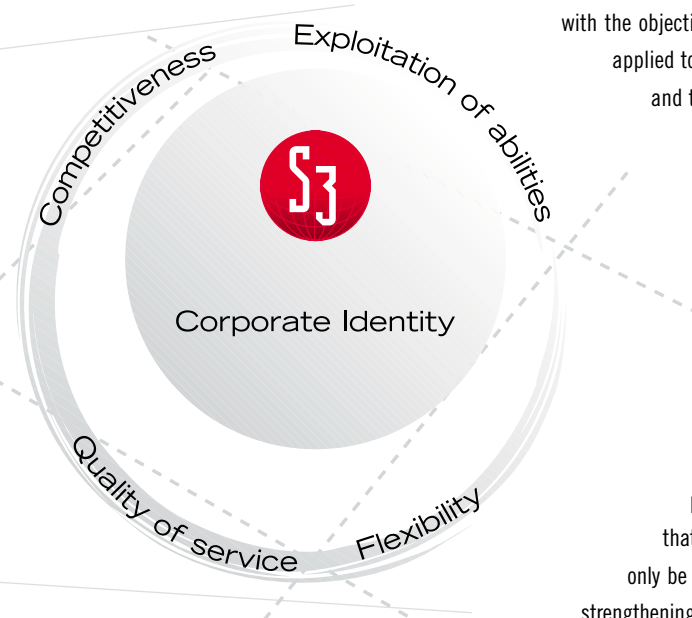 Competitiveness
Exploitation of abilities
S3
Corporate Identity
Quality of service
Flexibility
with the objecti
applied to
and t
that
only be
strengthening